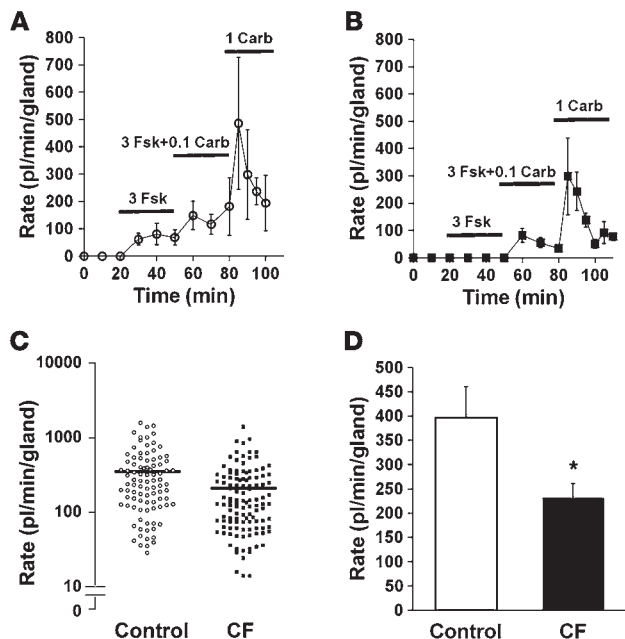 A
Rate (pl/min/gland)
800
700
600
500
400
300
200
100
0
1 Carb
3 Fsk+0.1 Carb
3 Fsk
0 20 40 60 80 100
Time (min)
B
Rate (pl/min/gland)
800
700
600
500
400
300
200
100
0
1 Carb
3 Fsk+0.1 Carb
3 Fsk
0 20 40 60 80 100
Time (min)
C
Rate (pl/min/gland)
10000
1000
100
10
0
Control CF
D
Rate (pl/min/gland)
500
450
400
350
300
250
200
150
100
50
0
*
Control CF